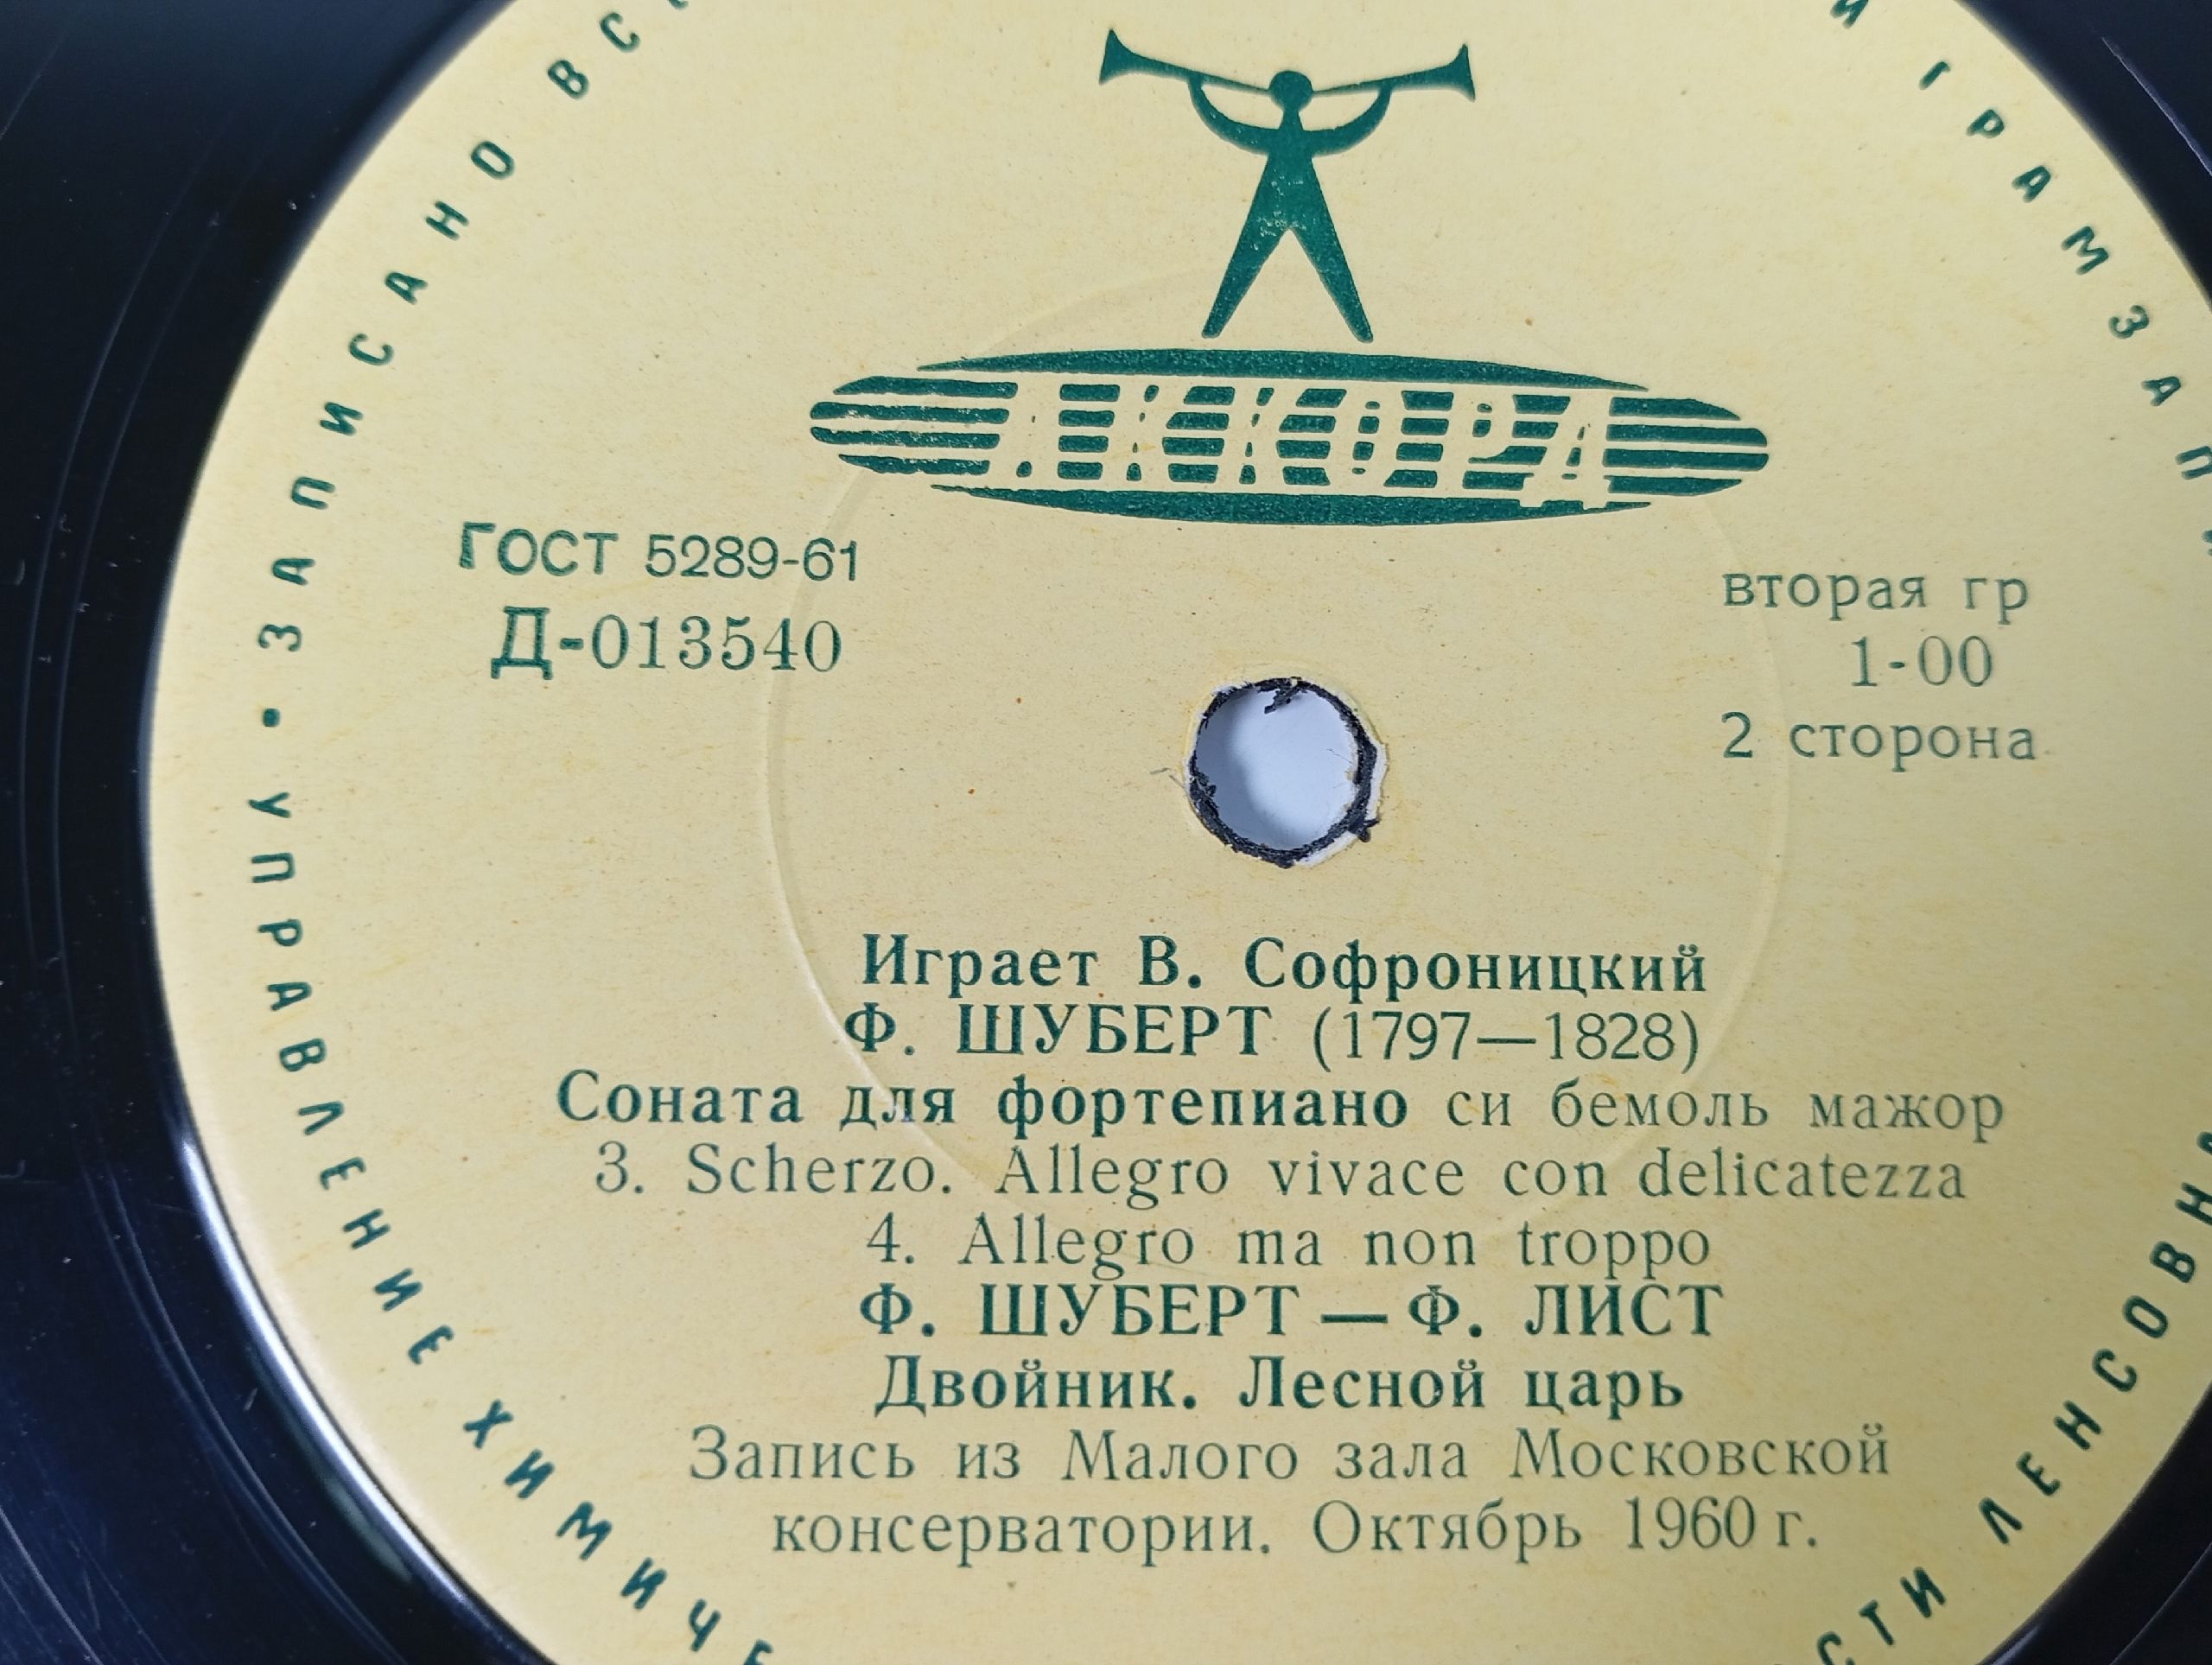 АККОРД
ГОСТ 5289-61
Д-013540
вторая гр
1-00
2 сторона
Играет В. Софроницкий
Ф. ШУБЕРТ (1797—1828)
Соната для фортепиано си бемоль мажор
3. Scherzo. Allegro vivace con delicatezza
4. Allegro ma non troppo
Ф. ШУБЕРТ — Ф. ЛИСТ
Двойник. Лесной царь
Запись из Малого зала Московской
консерватории. Октябрь 1960 г.
УПРАВЛЕНИЕ ХИМИЧЕ
СТИ ЛЕНСОВН
• ЗАПИСАНО ВС
Й ГРАМЗАП